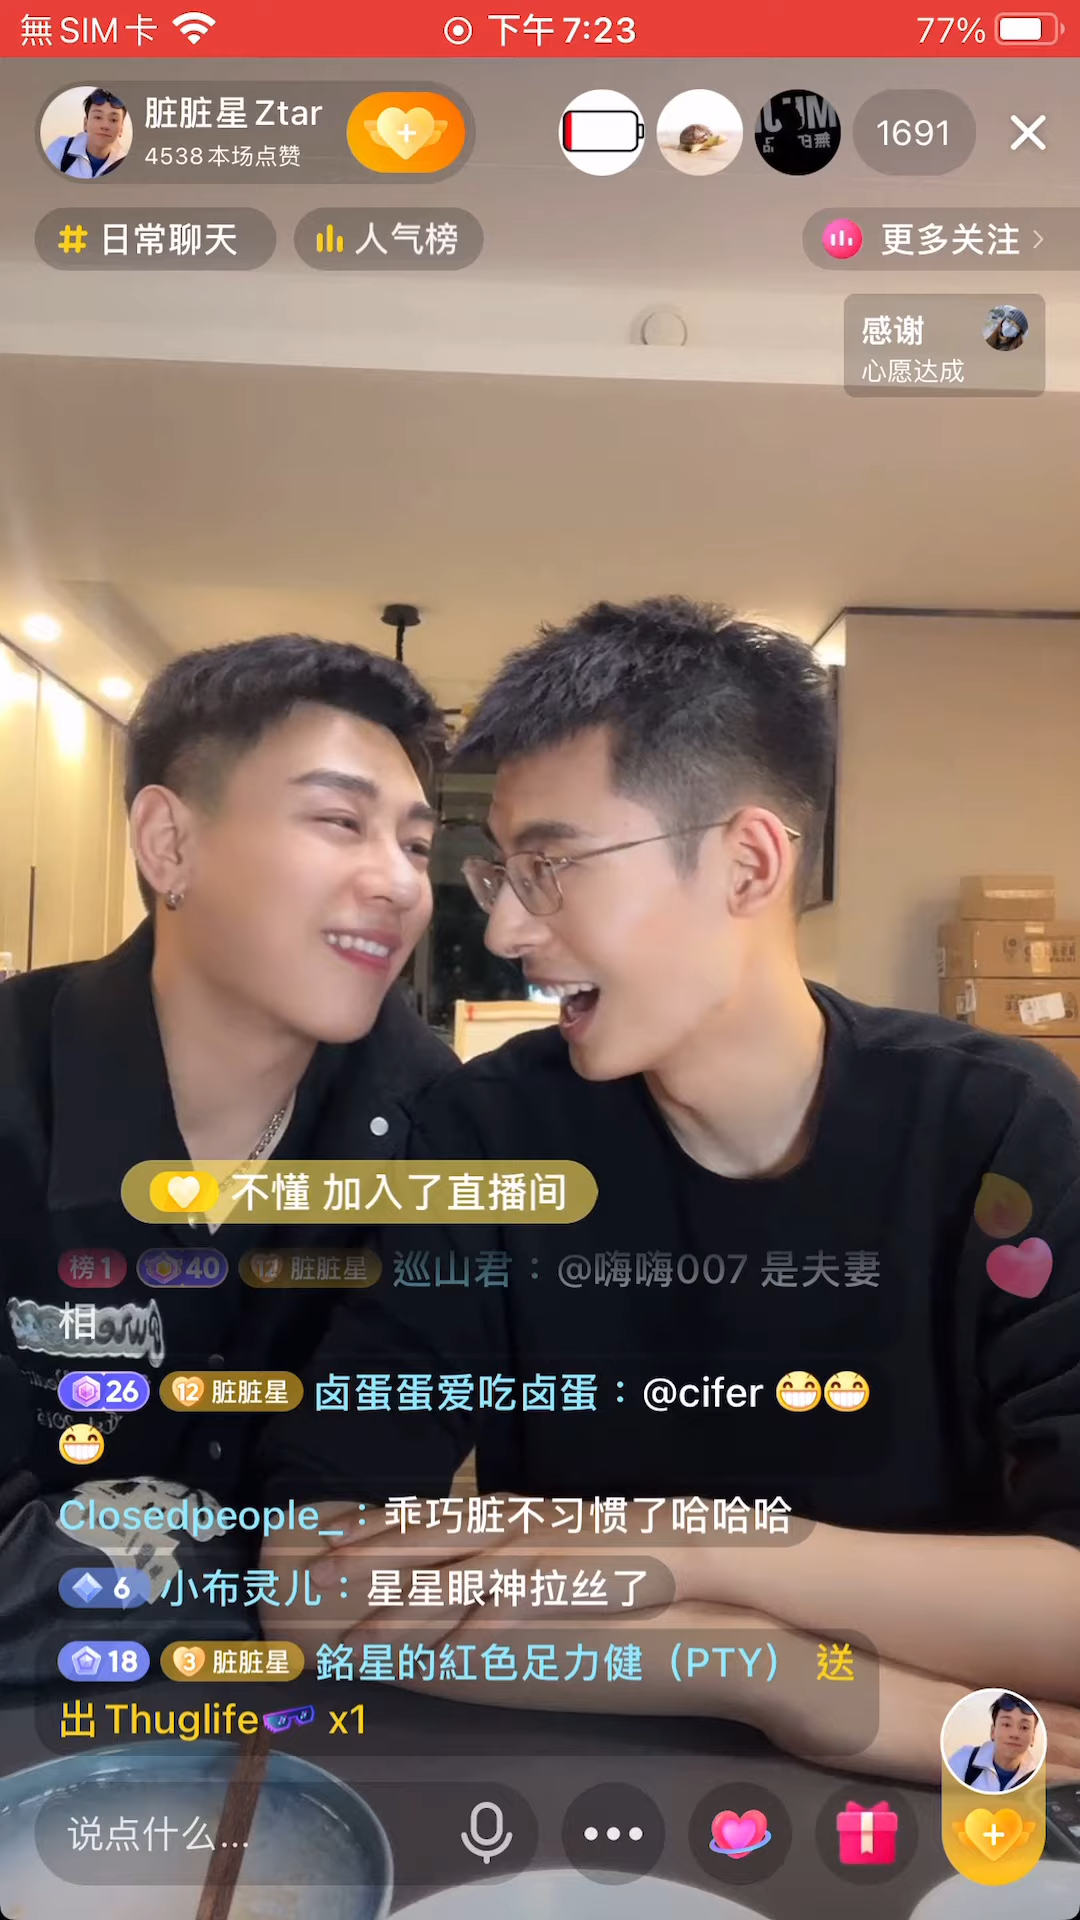 無 SIM 卡
下午 7:23
77%
脏脏星 Ztar
4538 本场点赞
1691
# 日常聊天
人气榜
更多关注 >
感谢
心愿达成
不懂 加入了直播间
榜1 40 12 脏脏星 巡山君：@嗨嗨007 是夫妻
相
26 12 脏脏星 卤蛋蛋爱吃卤蛋：@cifer 😁😁
😁
Closedpeople_：乖巧脏不习惯了哈哈哈
6 小布灵儿：星星眼神拉丝了
18 3 脏脏星 銘星的紅色足力健（PTY） 送
出 Thuglife x1
说点什么...